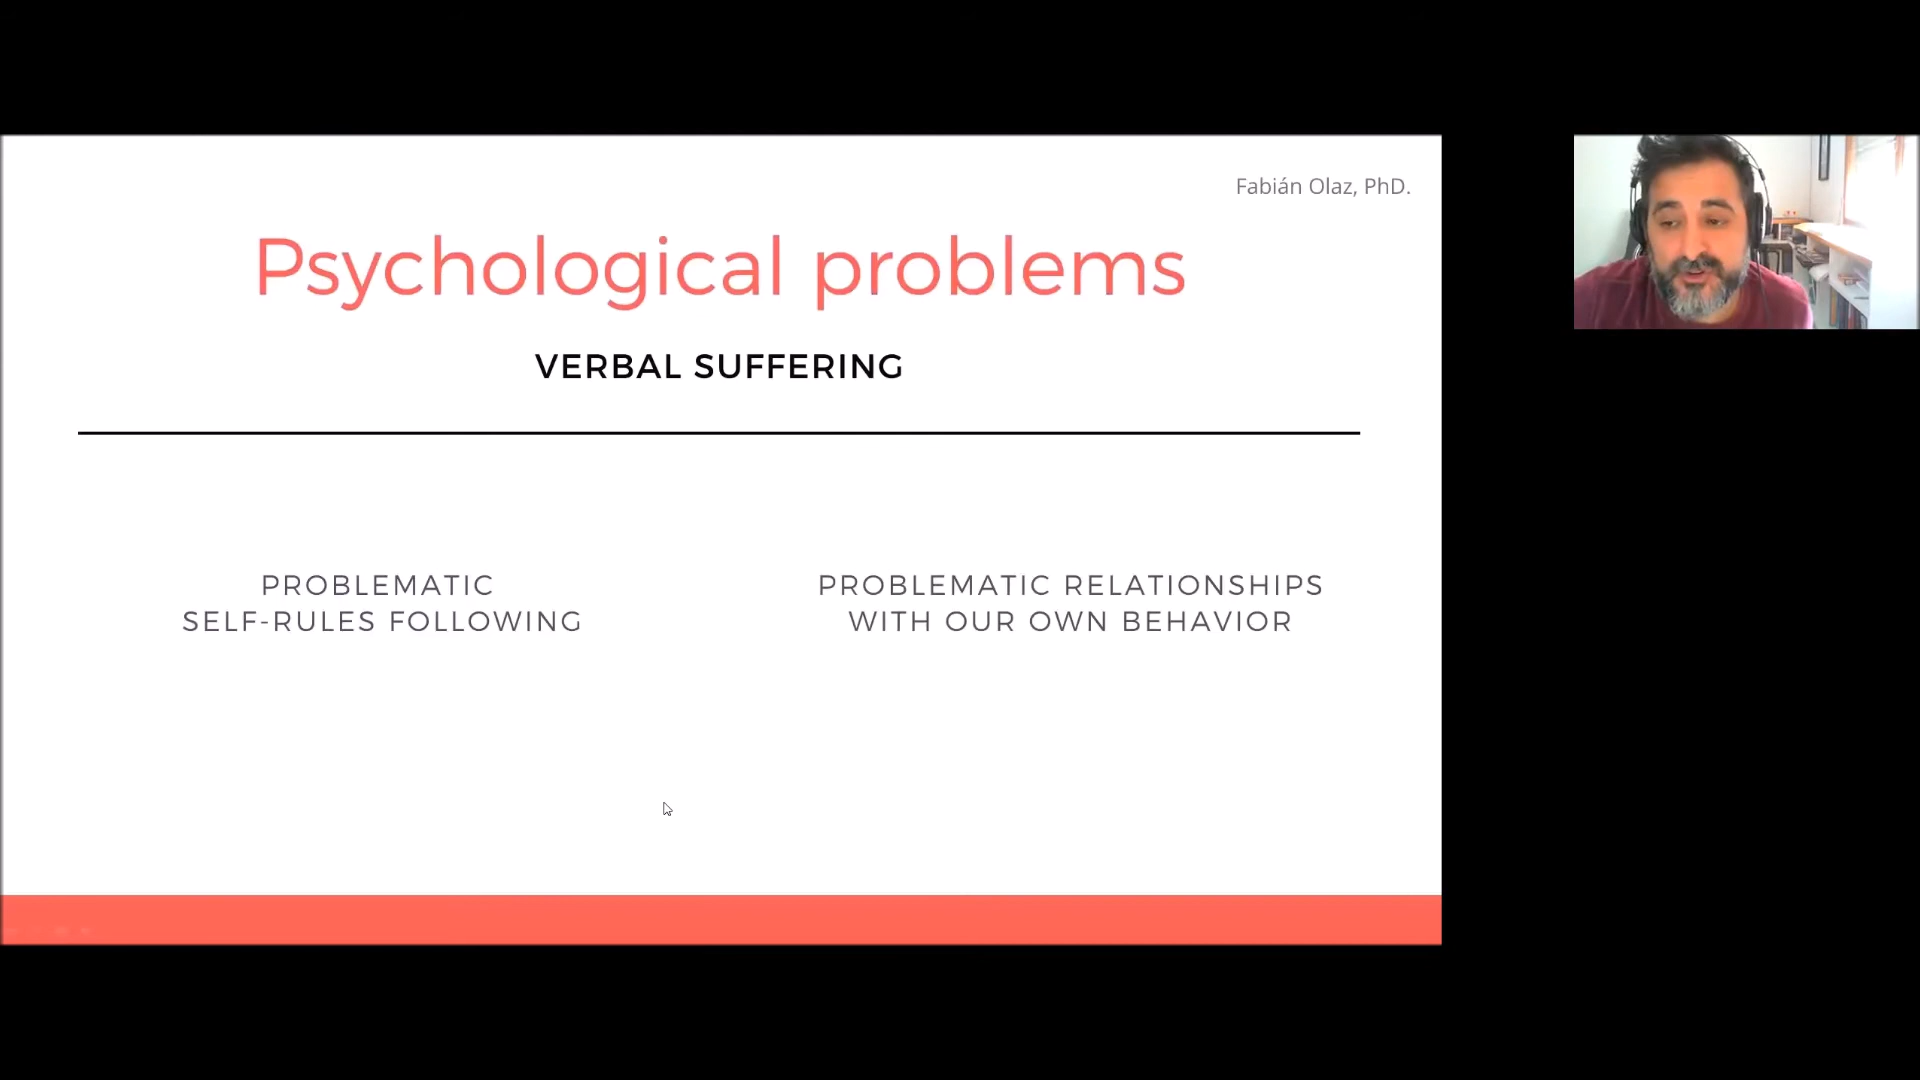 Fabián Olaz, PhD.
Psychological problems
VERBAL SUFFERING
PROBLEMATIC
SELF-RULES FOLLOWING
PROBLEMATIC RELATIONSHIPS
WITH OUR OWN BEHAVIOR